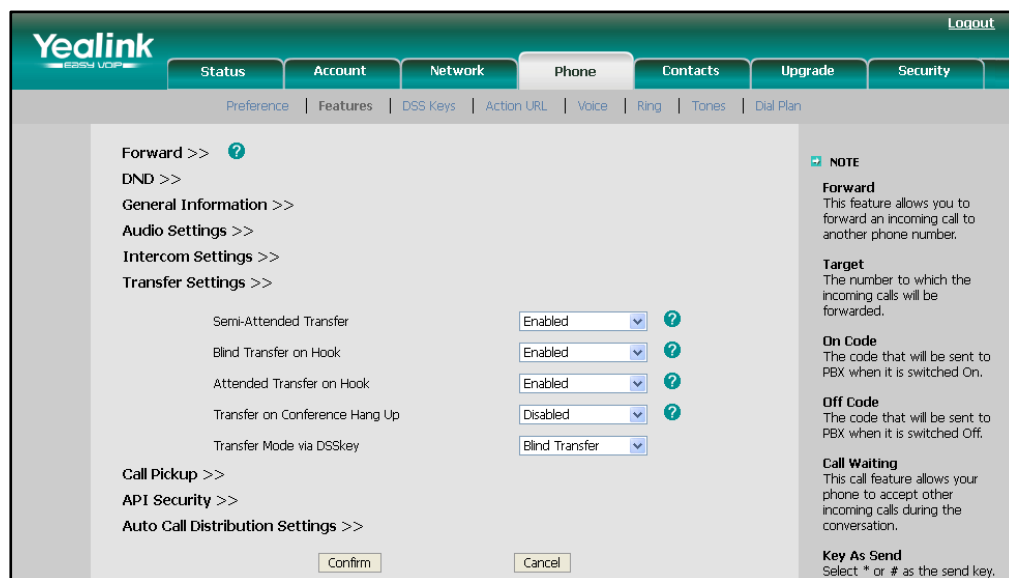 Logout
Yealink
EASY VOIP
Status Account Network Phone Contacts Upgrade Security
Preference | Features | DSS Keys | Action URL | Voice | Ring | Tones | Dial Plan
Forward >> ?
DND >>
General Information >>
Audio Settings >>
Intercom Settings >>
Transfer Settings >>
Semi-Attended Transfer Enabled ?
Blind Transfer on Hook Enabled ?
Attended Transfer on Hook Enabled ?
Transfer on Conference Hang Up Disabled ?
Transfer Mode via DSSkey Blind Transfer
Call Pickup >>
API Security >>
Auto Call Distribution Settings >>
Confirm Cancel
NOTE
Forward
This feature allows you to
forward an incoming call to
another phone number.
Target
The number to which the
incoming calls will be
forwarded.
On Code
The code that will be sent to
PBX when it is switched On.
Off Code
The code that will be sent to
PBX when it is switched Off.
Call Waiting
This call feature allows your
phone to accept other
incoming calls during the
conversation.
Key As Send
Select * or # as the send key.